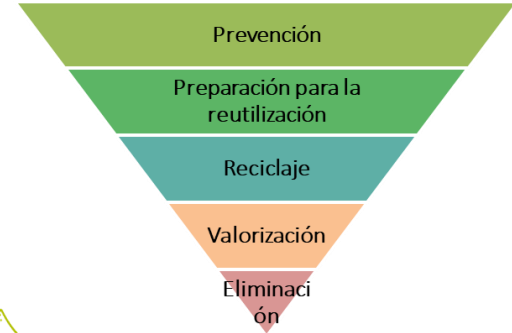 Prevención
Preparación para la
reutilización
Reciclaje
Valorización
Eliminaci
ón